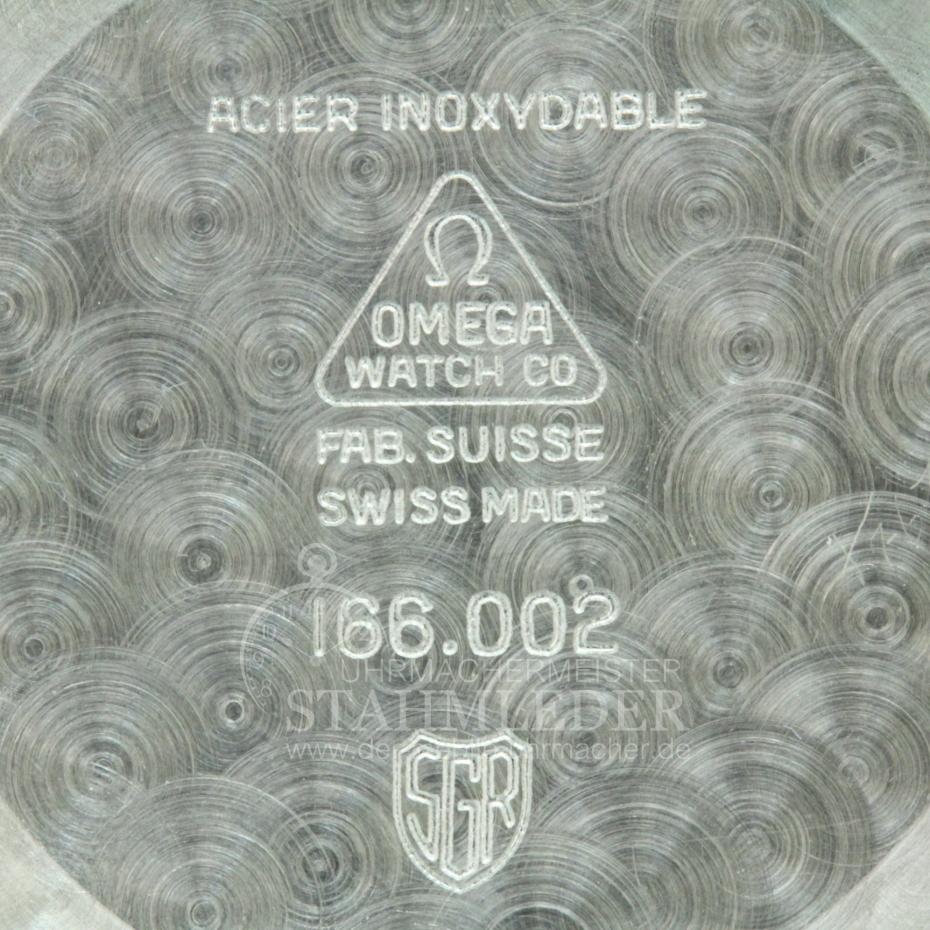 ACIER INOXYDABLE
Ω
OMEGA
WATCH CO
FAB. SUISSE
SWISS MADE
166.002
UHRMACHERMEISTER
STAHMLEDER
SGR